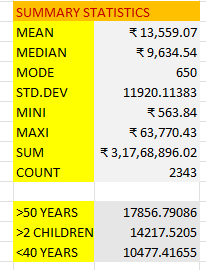 SUMMARY STATISTICS
MEAN ₹ 13,559.07
MEDIAN ₹ 9,634.54
MODE 650
STD.DEV 11920.11383
MINI ₹ 563.84
MAXI ₹ 63,770.43
SUM ₹ 3,17,68,896.02
COUNT 2343
>50 YEARS 17856.79086
>2 CHILDREN 14217.5205
<40 YEARS 10477.41655